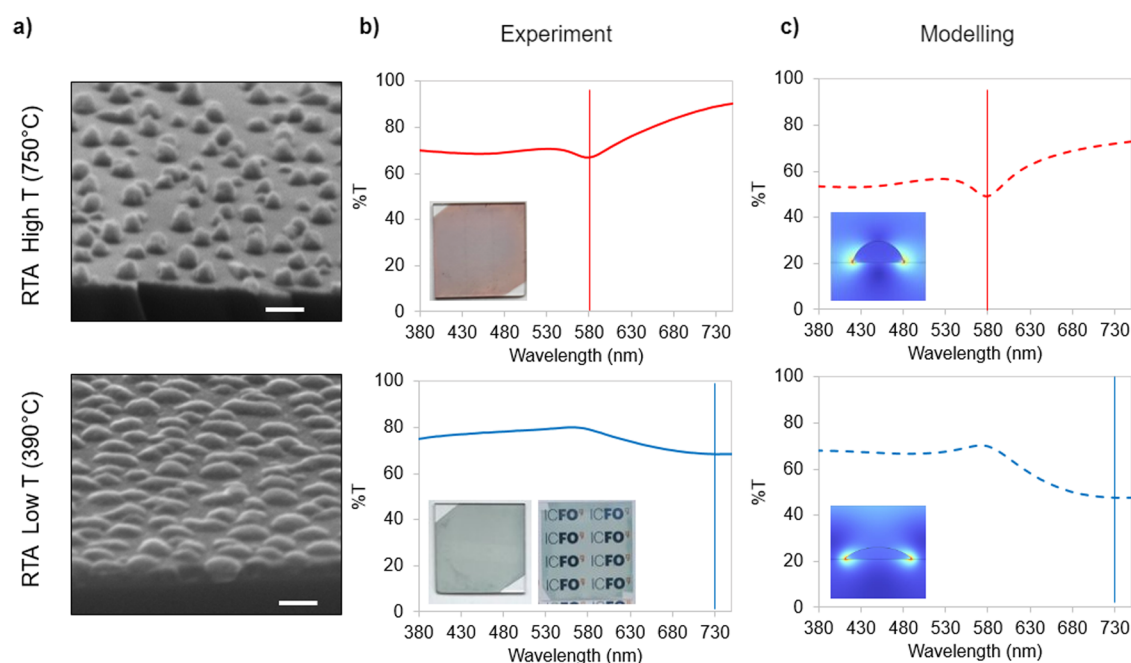 a)
b)
Experiment
c)
Modelling
RTA High T (750°C)
%T
100
80
60
40
20
0
380 430 480 530 580 630 680 730
Wavelength (nm)
%T
100
80
60
40
20
0
380 430 480 530 580 630 680 730
Wavelength (nm)
RTA Low T (390°C)
%T
100
80
60
40
20
0
380 430 480 530 580 630 680 730
Wavelength (nm)
ICFO ICFO
ICFO ICFO
ICFO ICFO
ICFO ICFO
%T
100
80
60
40
20
0
380 430 480 530 580 630 680 730
Wavelength (nm)